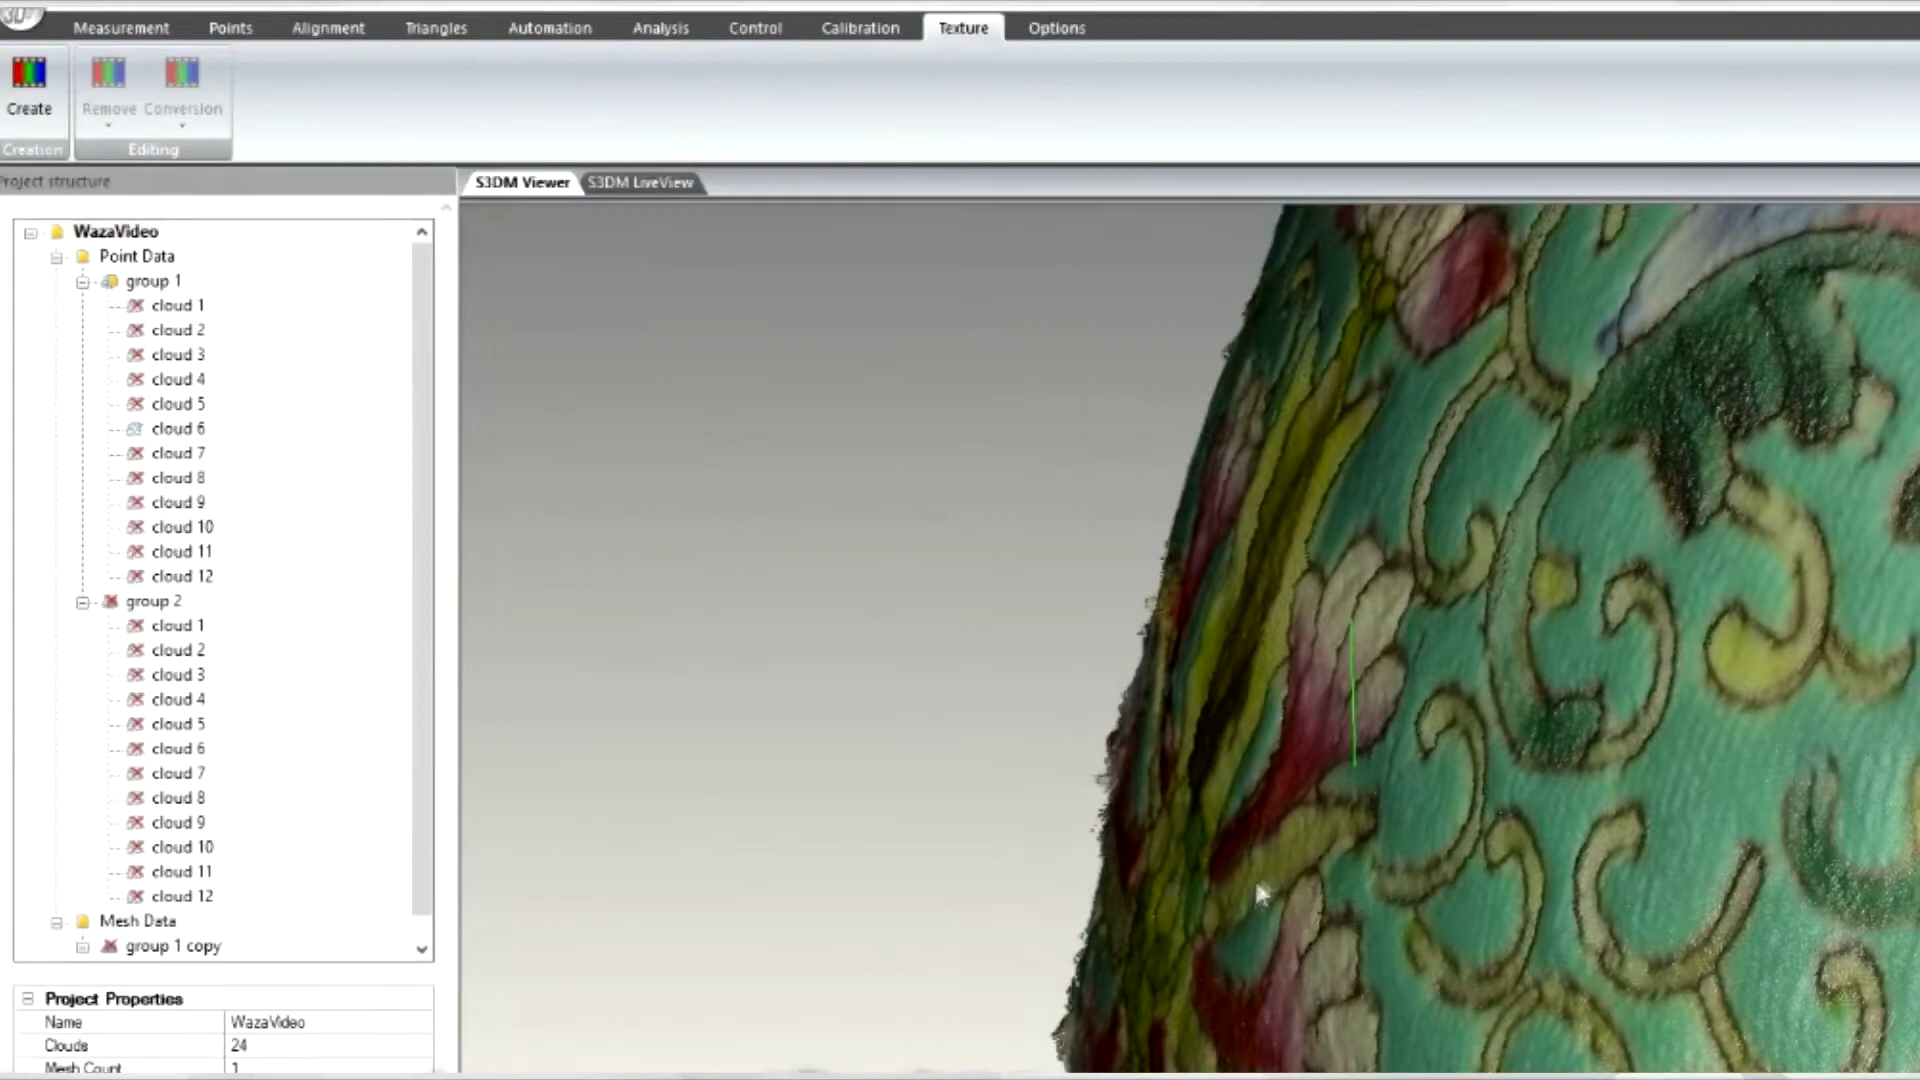 3D
Measurement Points Alignment Triangles Automation Analysis Control Calibration Texture Options
Create Remove Conversion
Creation Editing
Project structure
S3DM Viewer S3DM LiveView
WazaVideo
Point Data
group 1
cloud 1
cloud 2
cloud 3
cloud 4
cloud 5
cloud 6
cloud 7
cloud 8
cloud 9
cloud 10
cloud 11
cloud 12
group 2
cloud 1
cloud 2
cloud 3
cloud 4
cloud 5
cloud 6
cloud 7
cloud 8
cloud 9
cloud 10
cloud 11
cloud 12
Mesh Data
group 1 copy
Project Properties
Name WazaVideo
Clouds 24
Mesh Count 1